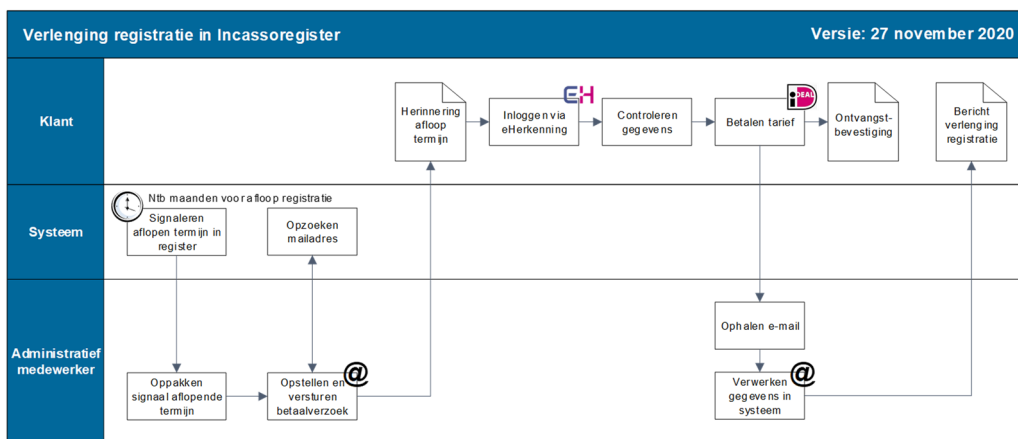 Verlenging registratie in Incassoregister
Versie: 27 november 2020
Klant
Herinnering
afloop
termijn
EH
Inloggen via
eHerkenning
Controleren
gegevens
iDEAL
Betalen tarief
Ontvangst-
bevestiging
Bericht
verlenging
registratie
Systeem
Ntb maanden voor afloop registratie
Signaleren
aflopen termijn in
register
Opzoeken
mailadres
Administratief
medewerker
Oppakken
signaal aflopende
termijn
@
Opstellen en
versturen
betaalverzoek
Ophalen e-mail
@
Verwerken
gegevens in
systeem